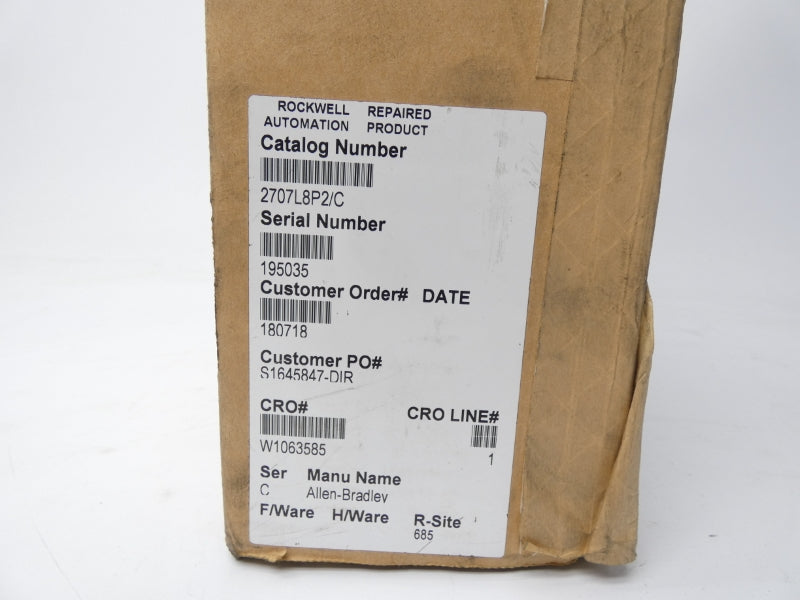 ROCKWELL REPAIRED
AUTOMATION PRODUCT
Catalog Number
2707L8P2/C
Serial Number
195035
Customer Order# DATE
180718
Customer PO#
S1645847-DIR
CRO# CRO LINE#
W1063585 1
Ser Manu Name
C Allen-Bradley
F/Ware H/Ware R-Site
685